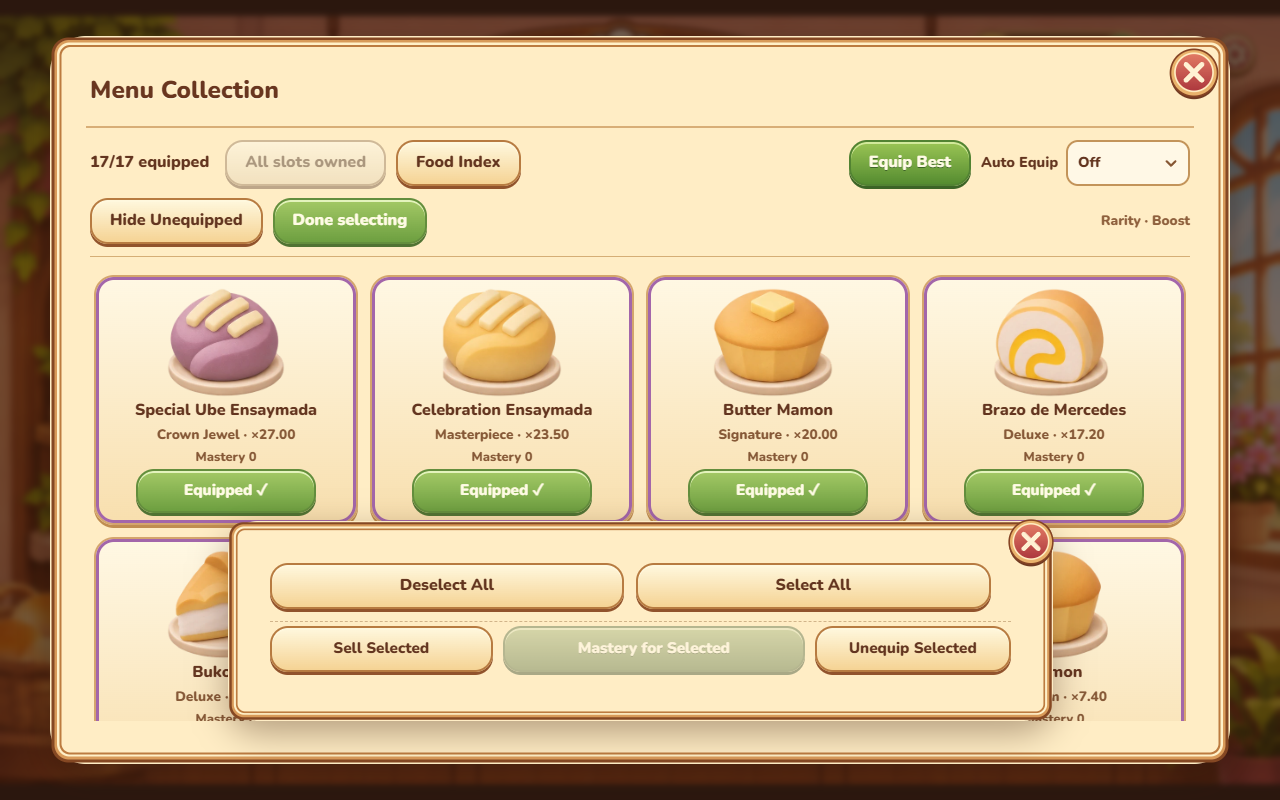 Menu Collection
17/17 equipped
All slots owned
Food Index
Equip Best
Auto Equip
Off
Hide Unequipped
Done selecting
Rarity · Boost
Special Ube Ensaymada
Crown Jewel · ×27.00
Mastery 0
Equipped ✓
Celebration Ensaymada
Masterpiece · ×23.50
Mastery 0
Equipped ✓
Butter Mamon
Signature · ×20.00
Mastery 0
Equipped ✓
Brazo de Mercedes
Deluxe · ×17.20
Mastery 0
Equipped ✓
Deselect All
Select All
Sell Selected
Mastery for Selected
Unequip Selected
Deluxe ·
· ×7.40